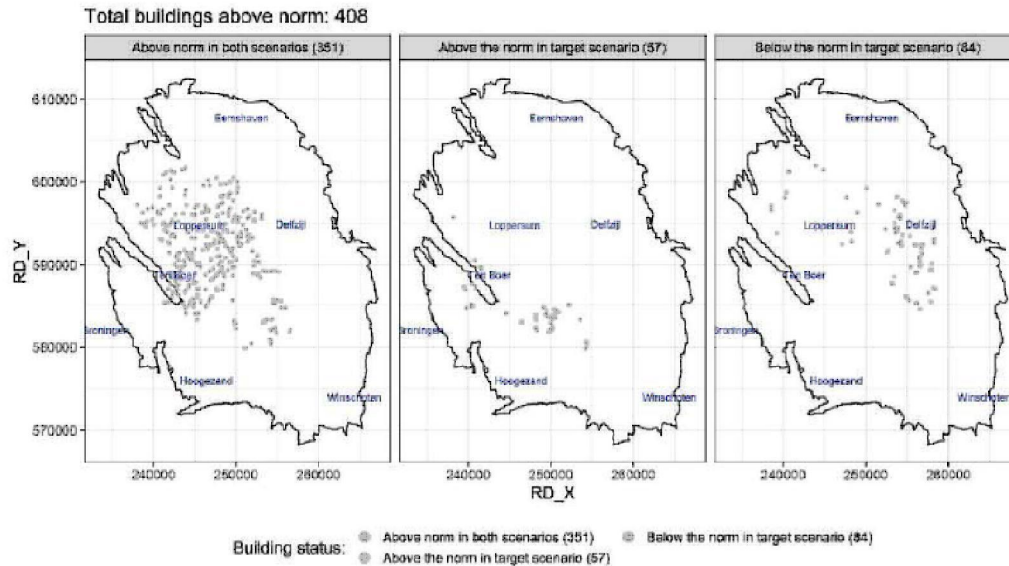 Total buildings above norm: 408
Above norm in both scenarios (351)
Above the norm in target scenario (57)
Below the norm in target scenario (84)
610000
600000
590000
580000
570000
RD_Y
Eemshaven
Loppersum
Delfzijl
Ten Boer
Groningen
Hoogezand
Winschoten
Eemshaven
Loppersum
Delfzijl
Ten Boer
Groningen
Hoogezand
Winschoten
Eemshaven
Loppersum
Delfzijl
Ten Boer
Groningen
Hoogezand
Winschoten
240000 250000 260000
240000 250000 260000
240000 250000 260000
RD_X
Building status:
Above norm in both scenarios (351)
Below the norm in target scenario (84)
Above the norm in target scenario (57)